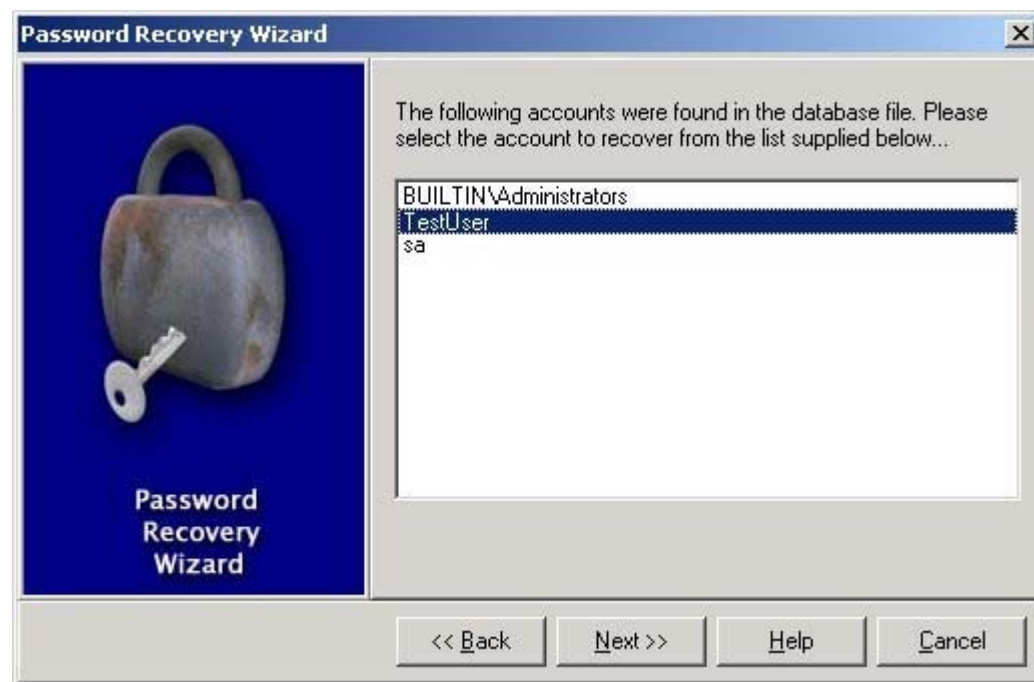 Password Recovery Wizard
The following accounts were found in the database file. Please
select the account to recover from the list supplied below...
BUILTIN\Administrators
TestUser
sa
Password
Recovery
Wizard
<< Back
Next >>
Help
Cancel